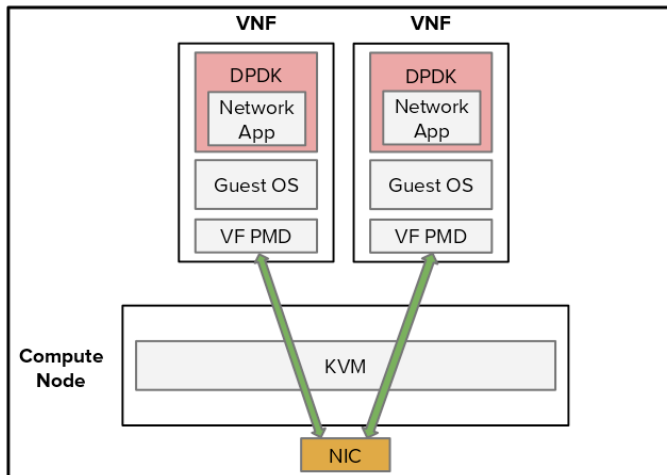 VNF
VNF
DPDK
Network
App
Guest OS
VF PMD
DPDK
Network
App
Guest OS
VF PMD
Compute
Node
KVM
NIC